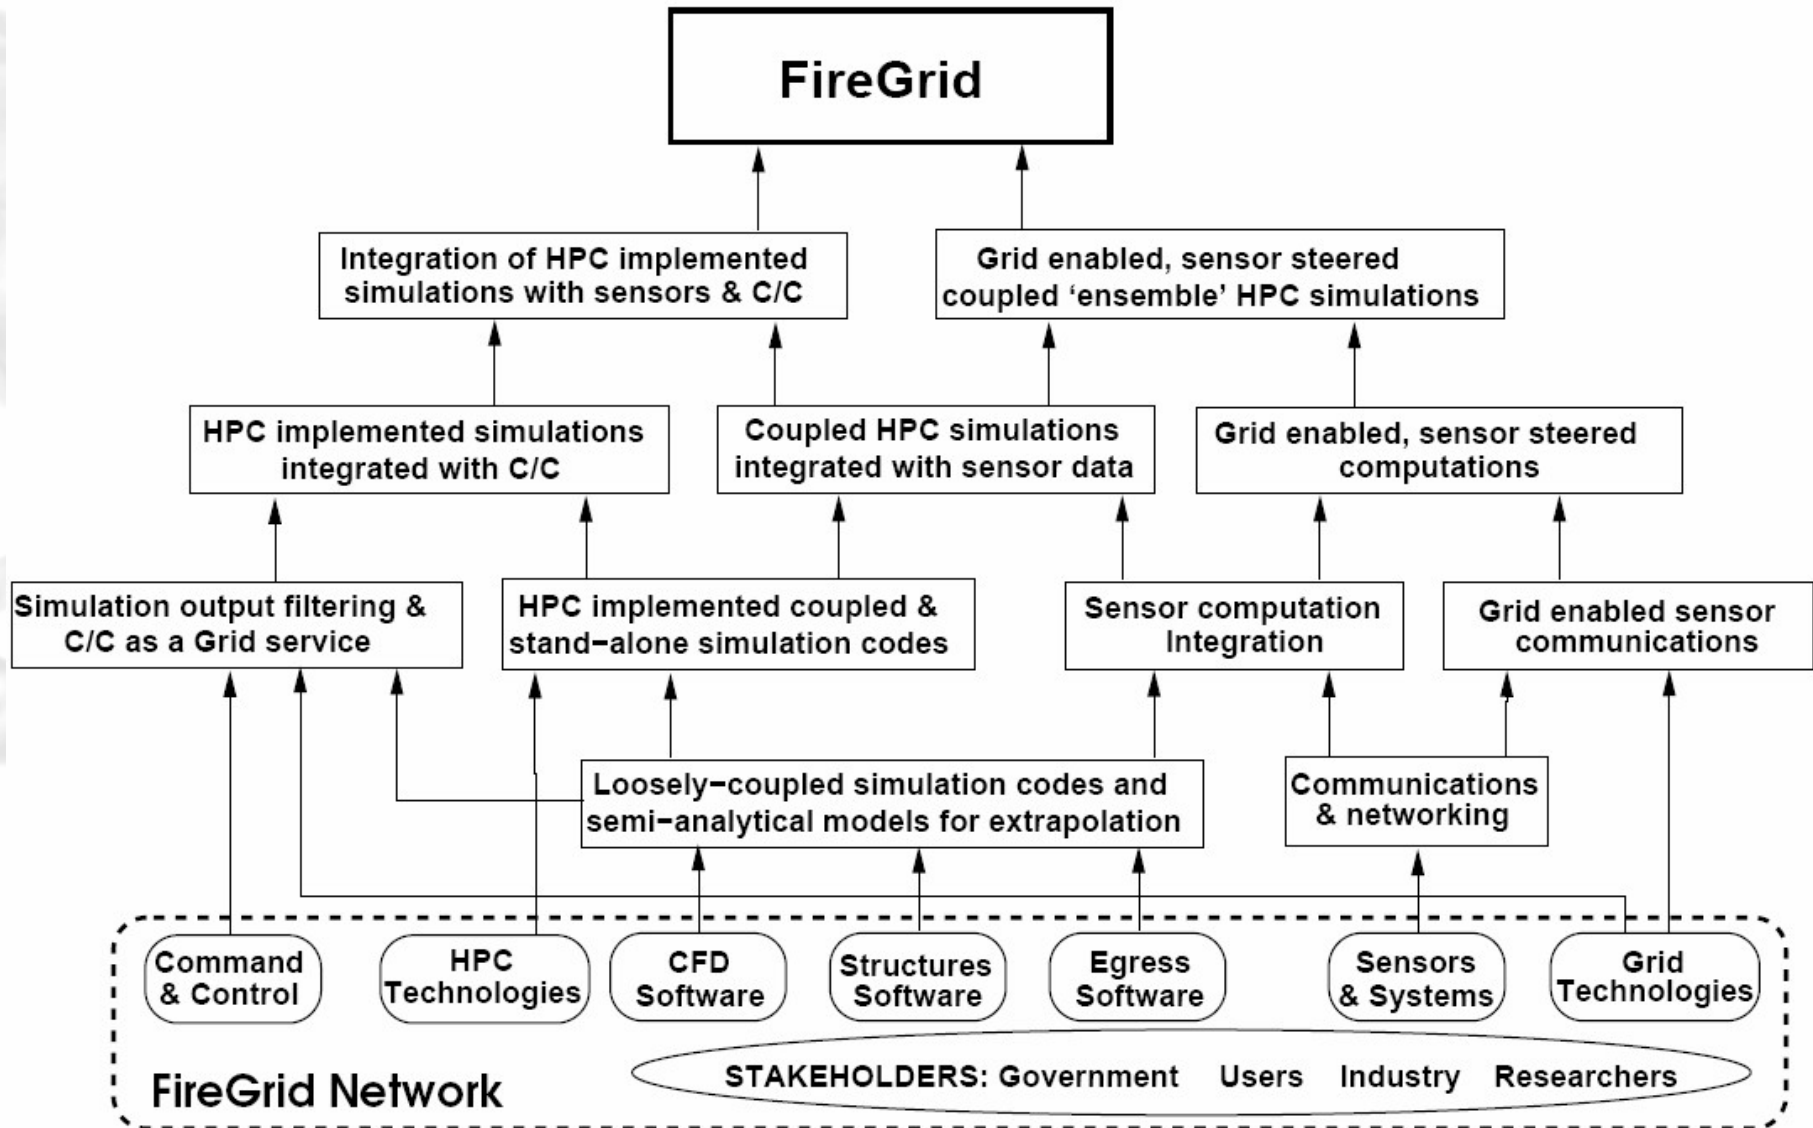 FireGrid
Integration of HPC implemented
simulations with sensors & C/C
Grid enabled, sensor steered
coupled ‘ensemble’ HPC simulations
HPC implemented simulations
integrated with C/C
Coupled HPC simulations
integrated with sensor data
Grid enabled, sensor steered
computations
Simulation output filtering &
C/C as a Grid service
HPC implemented coupled &
stand−alone simulation codes
Sensor computation
Integration
Grid enabled sensor
communications
Loosely−coupled simulation codes and
semi−analytical models for extrapolation
Communications
& networking
Command
& Control
HPC
Technologies
CFD
Software
Structures
Software
Egress
Software
Sensors
& Systems
Grid
Technologies
FireGrid Network
STAKEHOLDERS: Government Users Industry Researchers